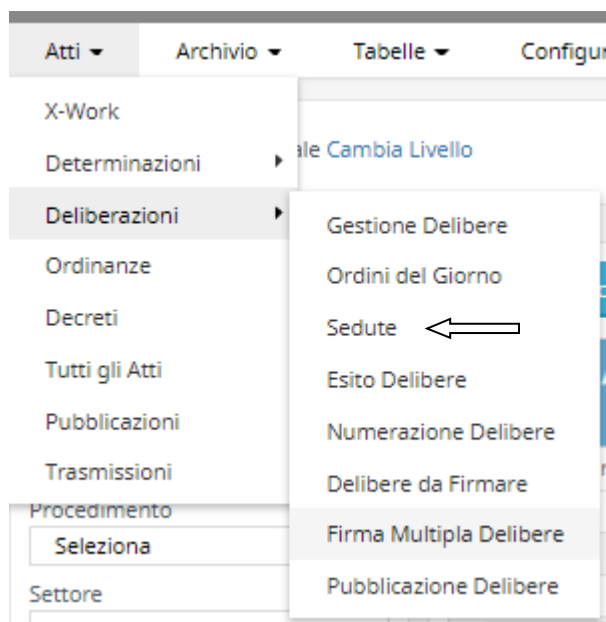 Atti Archivio Tabelle Configur
X-Work
ale Cambia Livello
Determinazioni
Deliberazioni
Gestione Delibere
Ordinanze
Ordini del Giorno
Decreti
Sedute
Tutti gli Atti
Esito Delibere
Pubblicazioni
Numerazione Delibere
Trasmissioni
Delibere da Firmare
Procedimento
Firma Multipla Delibere
Seleziona
Pubblicazione Delibere
Settore